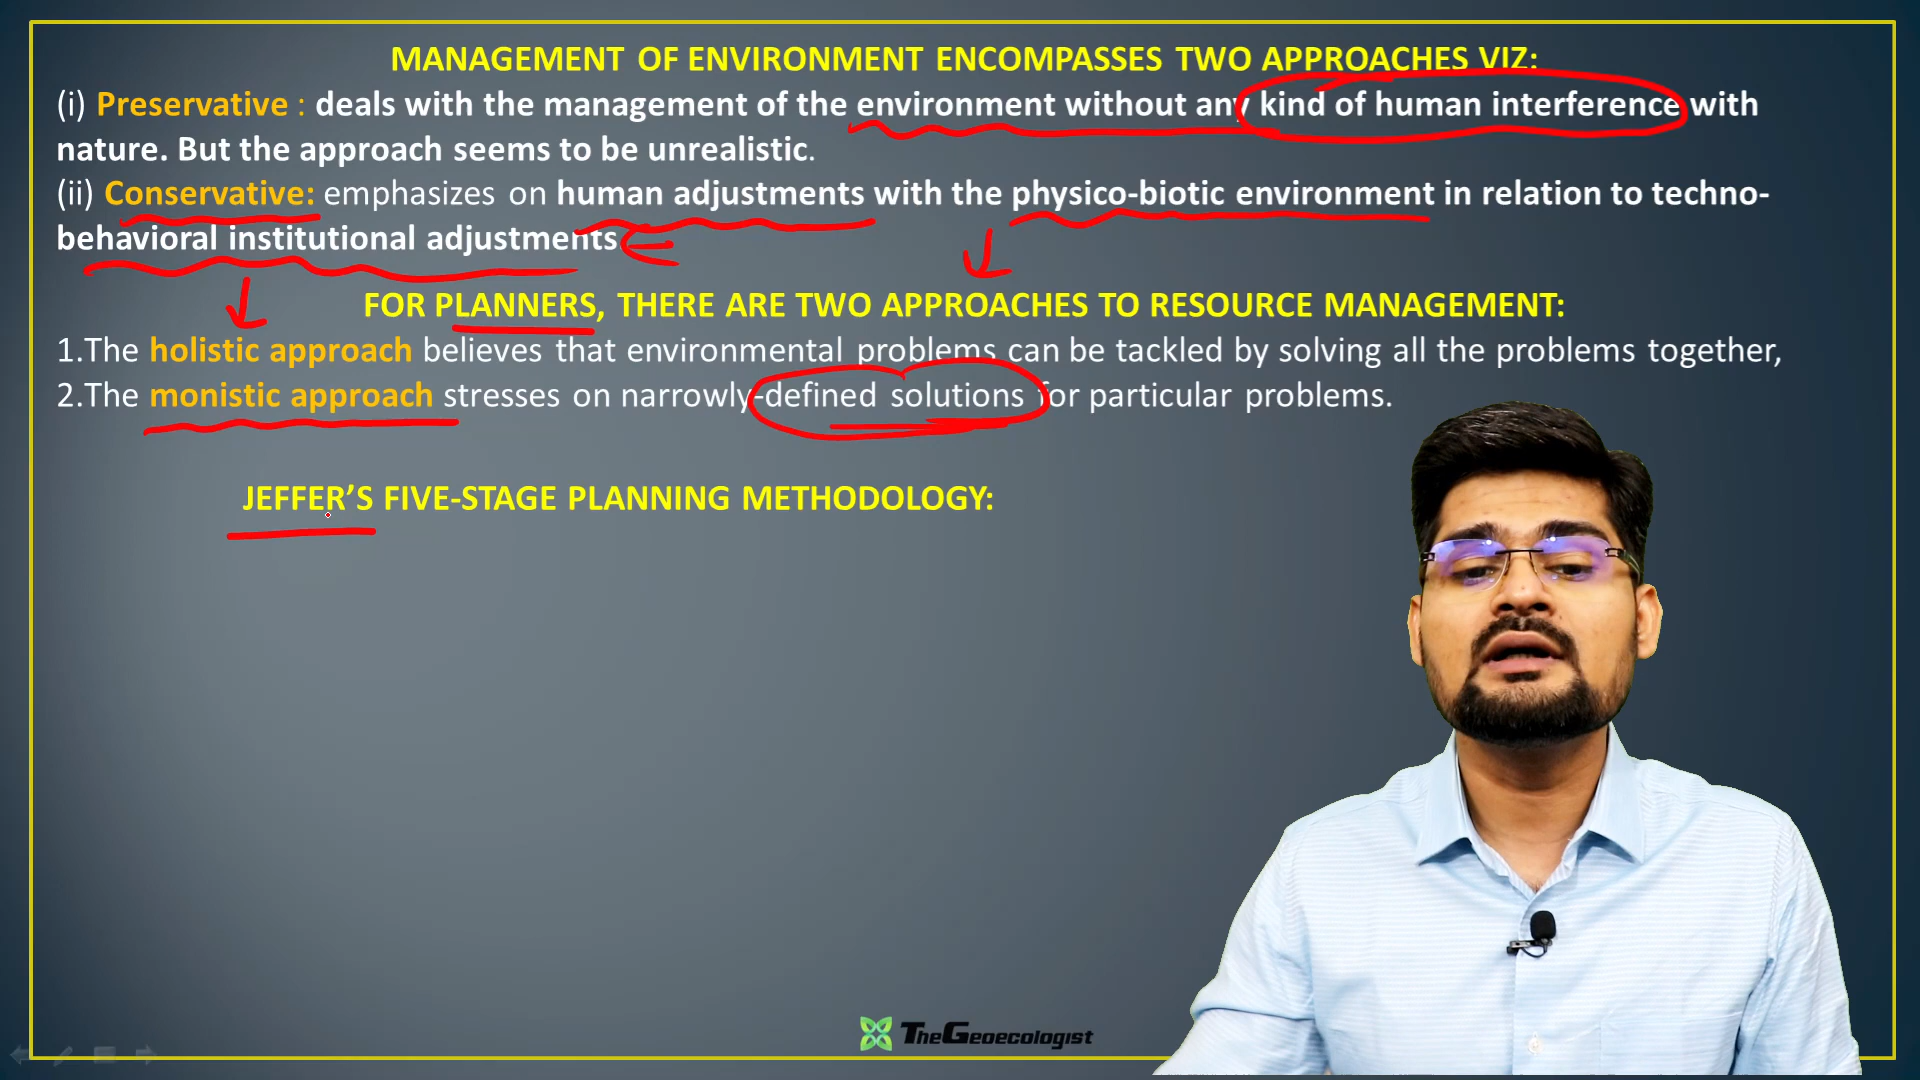 MANAGEMENT OF ENVIRONMENT ENCOMPASSES TWO APPROACHES VIZ:
(i) Preservative : deals with the management of the environment without any kind of human interference with
nature. But the approach seems to be unrealistic.
(ii) Conservative: emphasizes on human adjustments with the physico-biotic environment in relation to techno-
behavioral institutional adjustments
FOR PLANNERS, THERE ARE TWO APPROACHES TO RESOURCE MANAGEMENT:
1.The holistic approach believes that environmental problems can be tackled by solving all the problems together,
2.The monistic approach stresses on narrowly-defined solutions for particular problems.
JEFFER’S FIVE-STAGE PLANNING METHODOLOGY:
TheGeoecologist